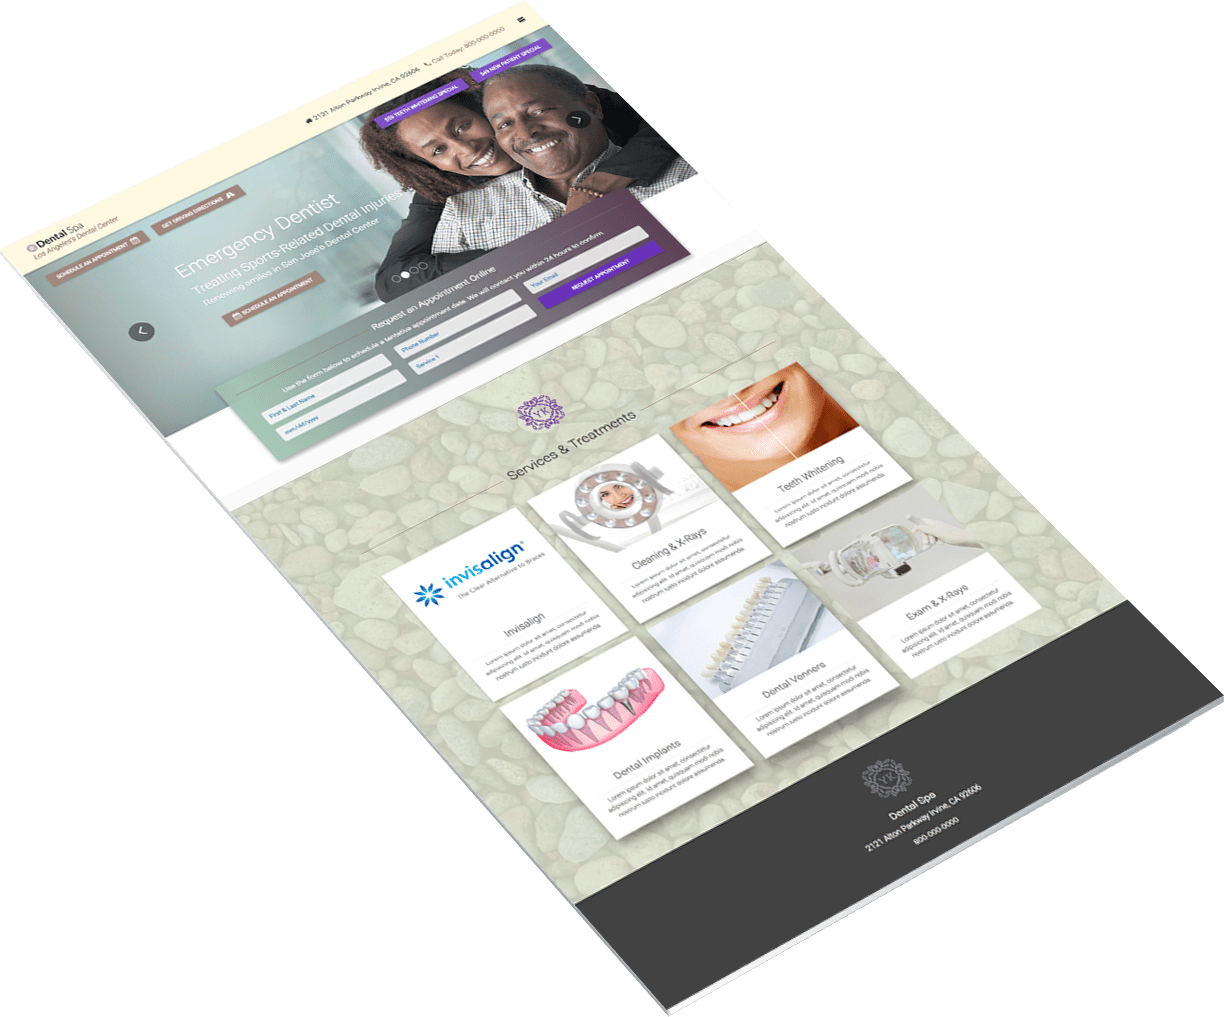 Dental Spa
Los Angeles's Dental Center
2121 Alton Parkway Irvine, CA 92606
Call Today: 800-000-0000
SCHEDULE AN APPOINTMENT
GET DRIVING DIRECTIONS
$59 TEETH WHITENING SPECIAL
$49 NEW PATIENT SPECIAL
Emergency Dentist
Treating Sports-Related Dental Injuries
Renewing smiles in San Jose's Dental Center
SCHEDULE AN APPOINTMENT
Request an Appointment Online
Use the form below to schedule a tentative appointment date. We will contact you within 24 hours to confirm.
First & Last Name
Phone Number
Your Email
mm/dd/yyyy
Service 1
REQUEST APPOINTMENT
YK
Services & Treatments
invisalign®
The Clear Alternative to Braces
Invisalign
Lorem ipsum dolor sit amet, consectetur
adipisicing elit. Id amet, quisquam modi nobis
nostrum iusto incidunt dolore assumenda
Cleaning & X-Rays
Lorem ipsum dolor sit amet, consectetur
adipisicing elit. Id amet, quisquam modi nobis
nostrum iusto incidunt dolore assumenda
Teeth Whitening
Lorem ipsum dolor sit amet, consectetur
adipisicing elit. Id amet, quisquam modi nobis
nostrum iusto incidunt dolore assumenda
Dental Implants
Lorem ipsum dolor sit amet, consectetur
adipisicing elit. Id amet, quisquam modi nobis
nostrum iusto incidunt dolore assumenda
Dental Venners
Lorem ipsum dolor sit amet, consectetur
adipisicing elit. Id amet, quisquam modi nobis
nostrum iusto incidunt dolore assumenda
Exam & X-Rays
Lorem ipsum dolor sit amet, consectetur
adipisicing elit. Id amet, quisquam modi nobis
nostrum iusto incidunt dolore assumenda
YK
Dental Spa
2121 Alton Parkway Irvine, CA 92606
800-000-0000